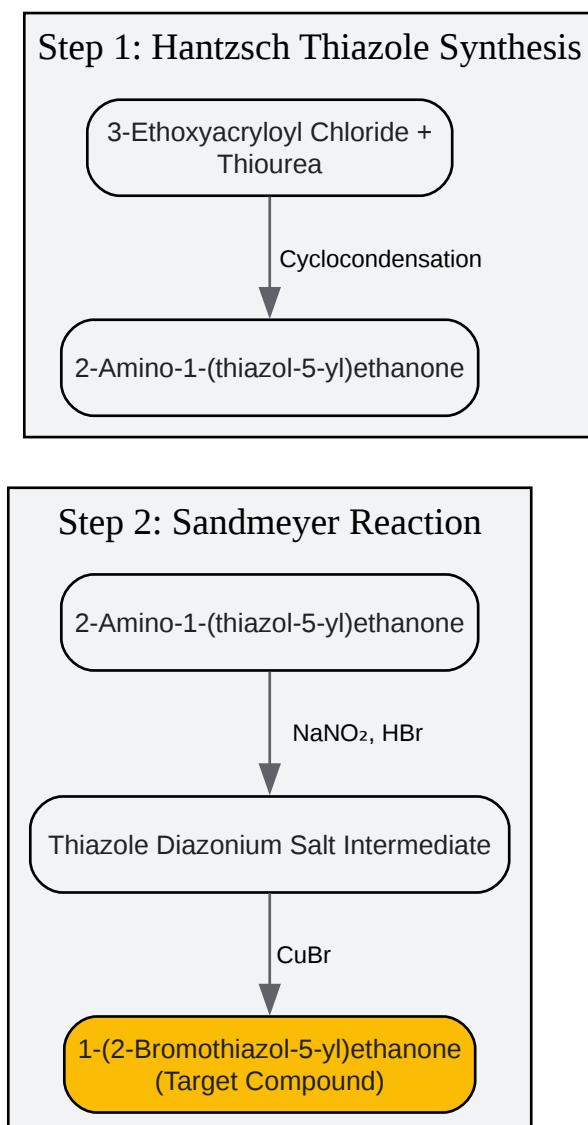 Step 1: Hantzsch Thiazole Synthesis
3-Ethoxyacryloyl Chloride +
Thiourea
Cyclocondensation
2-Amino-1-(thiazol-5-yl)ethanone
Step 2: Sandmeyer Reaction
2-Amino-1-(thiazol-5-yl)ethanone
NaNO₂, HBr
Thiazole Diazonium Salt Intermediate
CuBr
1-(2-Bromothiazol-5-yl)ethanone
(Target Compound)